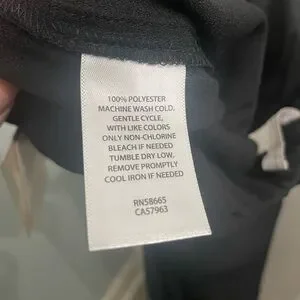 100% POLYESTER
MACHINE WASH COLD,
GENTLE CYCLE,
WITH LIKE COLORS
ONLY NON-CHLORINE
BLEACH IF NEEDED
TUMBLE DRY LOW,
REMOVE PROMPTLY
COOL IRON IF NEEDED
RN58665
CA57963